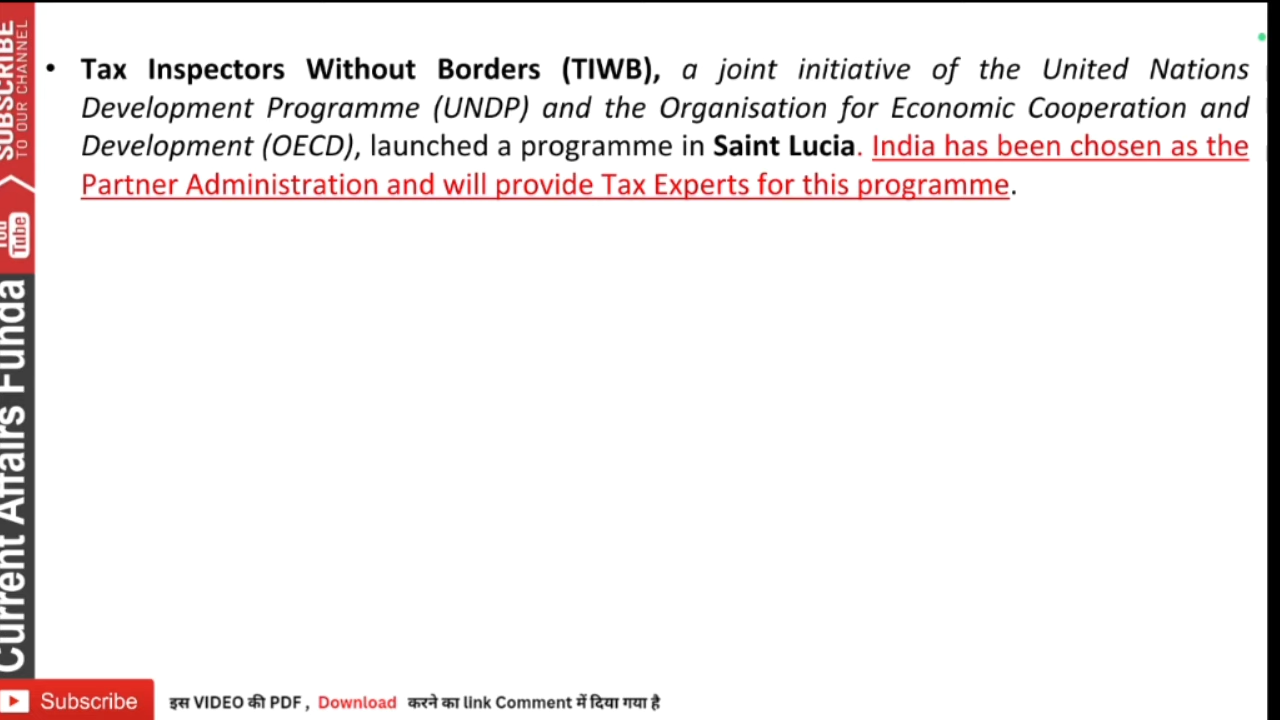 SUBSCRIBE
TO OUR CHANNEL
You
Tube
Current Affairs Funda
• Tax Inspectors Without Borders (TIWB), a joint initiative of the United Nations
Development Programme (UNDP) and the Organisation for Economic Cooperation and
Development (OECD), launched a programme in Saint Lucia. India has been chosen as the
Partner Administration and will provide Tax Experts for this programme.
Subscribe
इस VIDEO की PDF , Download करने का link Comment में दिया गया है